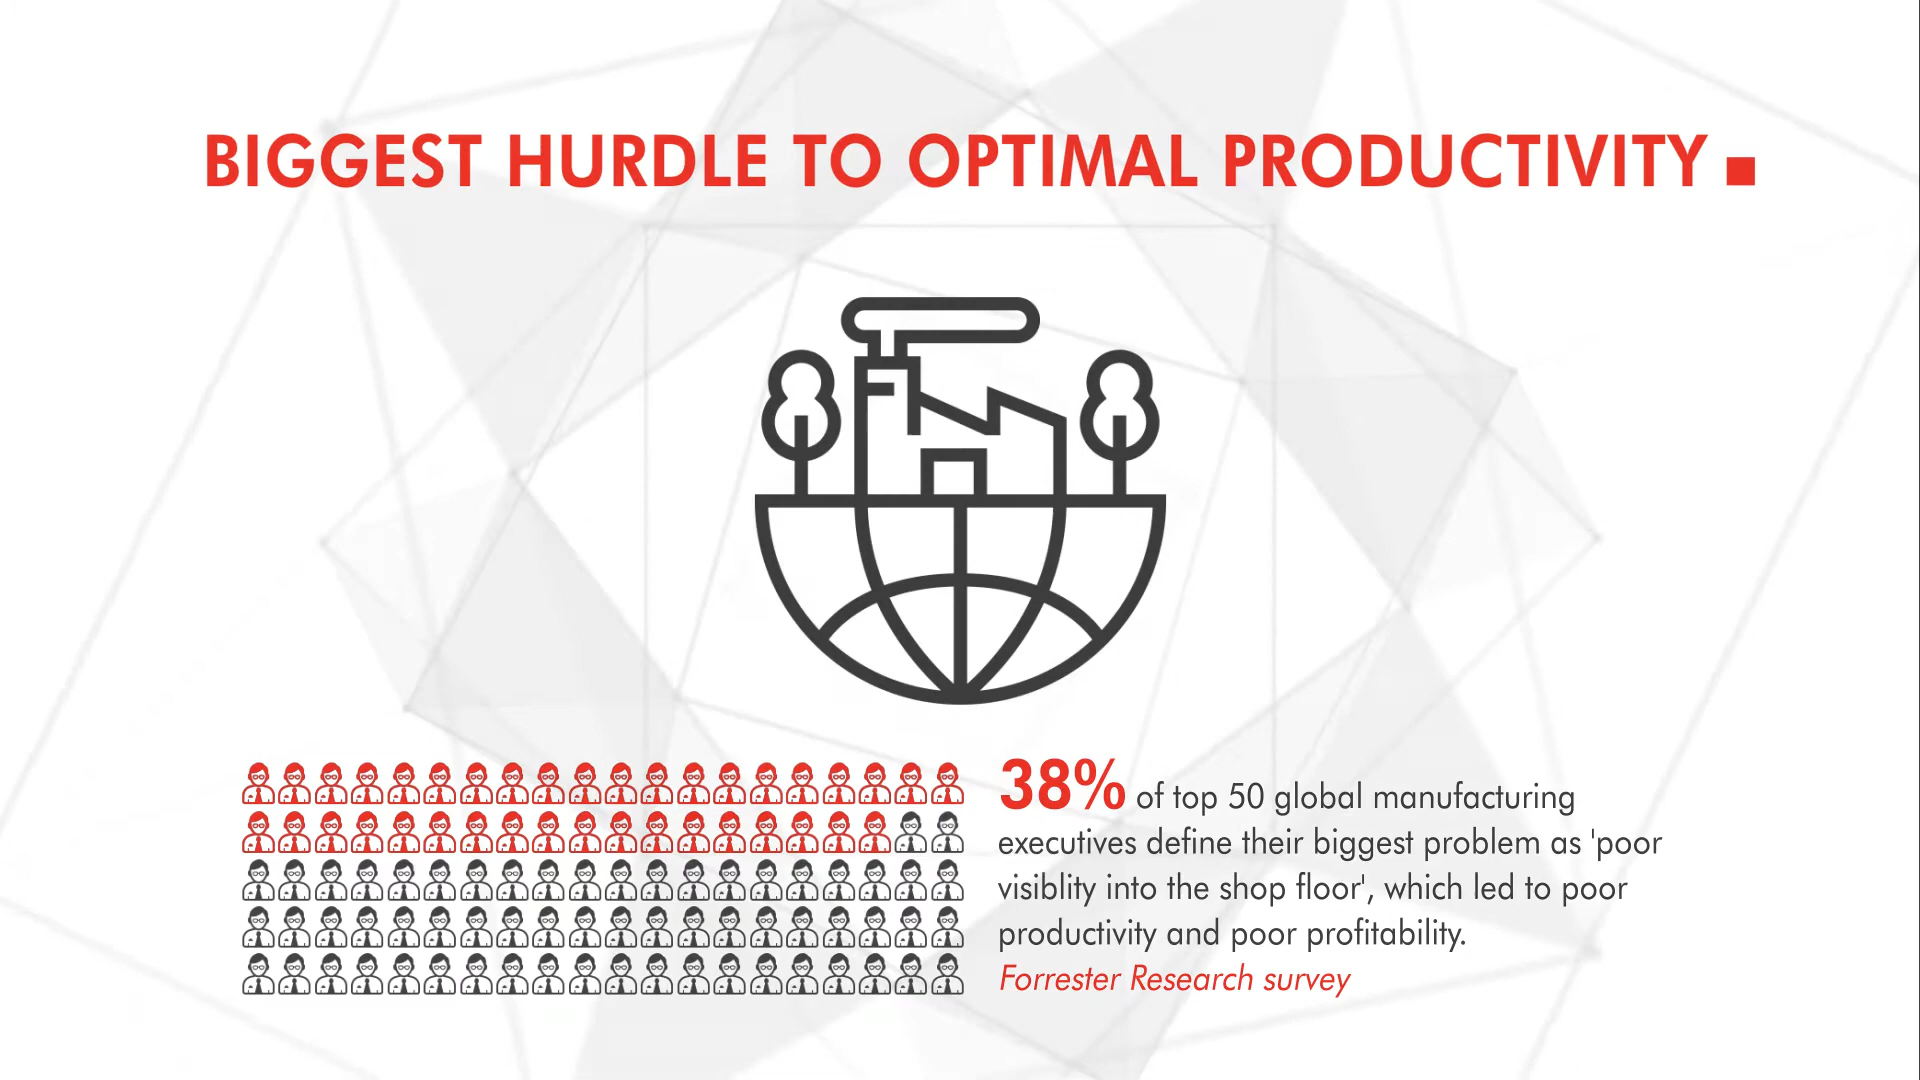 BIGGEST HURDLE TO OPTIMAL PRODUCTIVITY
38% of top 50 global manufacturing
executives define their biggest problem as 'poor
visiblity into the shop floor', which led to poor
productivity and poor profitability.
Forrester Research survey